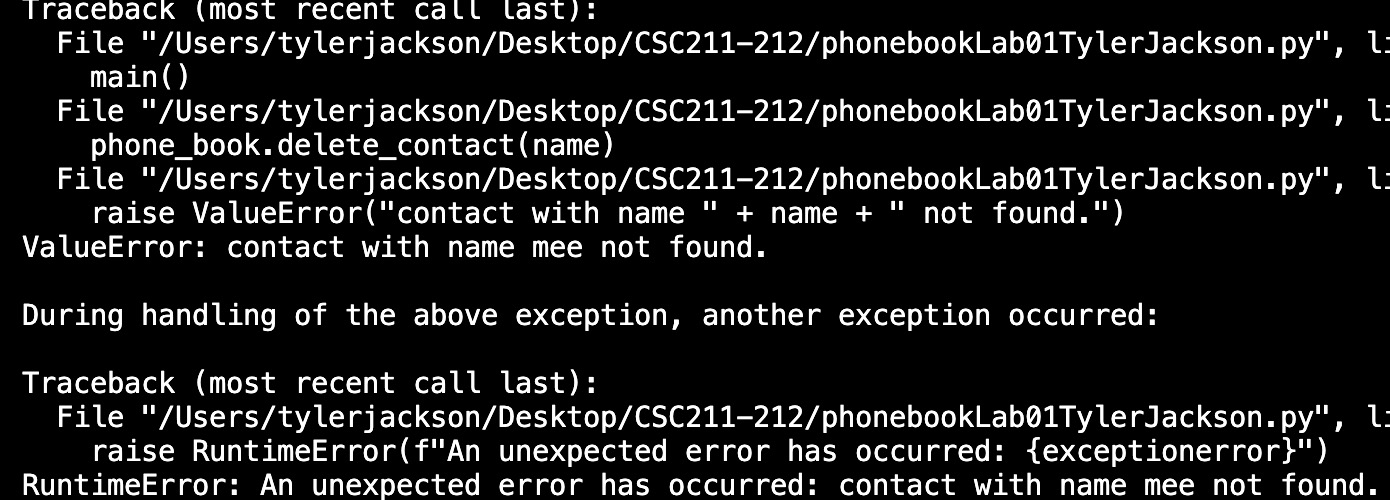 Traceback (most recent call last):
  File "/Users/tylerjackson/Desktop/CSC211-212/phonebookLab01TylerJackson.py", li
    main()
  File "/Users/tylerjackson/Desktop/CSC211-212/phonebookLab01TylerJackson.py", li
    phone_book.delete_contact(name)
  File "/Users/tylerjackson/Desktop/CSC211-212/phonebookLab01TylerJackson.py", li
    raise ValueError("contact with name " + name + " not found.")
ValueError: contact with name mee not found.

During handling of the above exception, another exception occurred:

Traceback (most recent call last):
  File "/Users/tylerjackson/Desktop/CSC211-212/phonebookLab01TylerJackson.py", li
    raise RuntimeError(f"An unexpected error has occurred: {exceptionerror}")
RuntimeError: An unexpected error has occurred: contact with name mee not found.